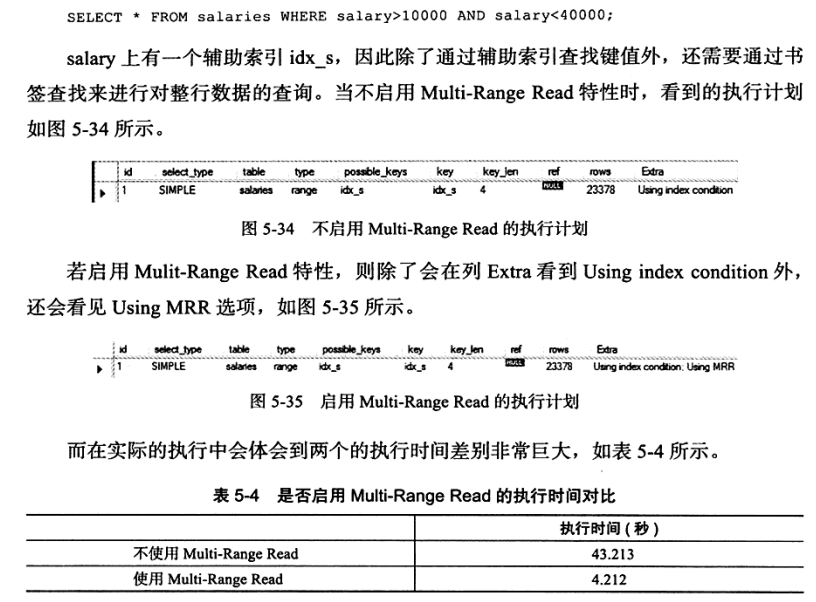 SELECT * FROM salaries WHERE salary>10000 AND salary<40000;
salary 上有一个辅助索引 idx_s，因此除了通过辅助索引查找键值外，还需要通过书
签查找来进行对整行数据的查询。当不启用 Multi-Range Read 特性时，看到的执行计划
如图 5-34 所示。
id select_type table type possible_keys key key_len ref rows Extra
1 SIMPLE salaries range idx_s idx_s 4 NULL 23378 Using index condition
图 5-34 不启用 Multi-Range Read 的执行计划
若启用 Mulit-Range Read 特性，则除了会在列 Extra 看到 Using index condition 外，
还会看见 Using MRR 选项，如图 5-35 所示。
id select_type table type possible_keys key key_len ref rows Extra
1 SIMPLE salaries range idx_s idx_s 4 NULL 23378 Using index condition; Using MRR
图 5-35 启用 Multi-Range Read 的执行计划
而在实际的执行中会体会到两个的执行时间差别非常巨大，如表 5-4 所示。
表 5-4 是否启用 Multi-Range Read 的执行时间对比
执行时间（秒）
不使用 Multi-Range Read 43.213
使用 Multi-Range Read 4.212